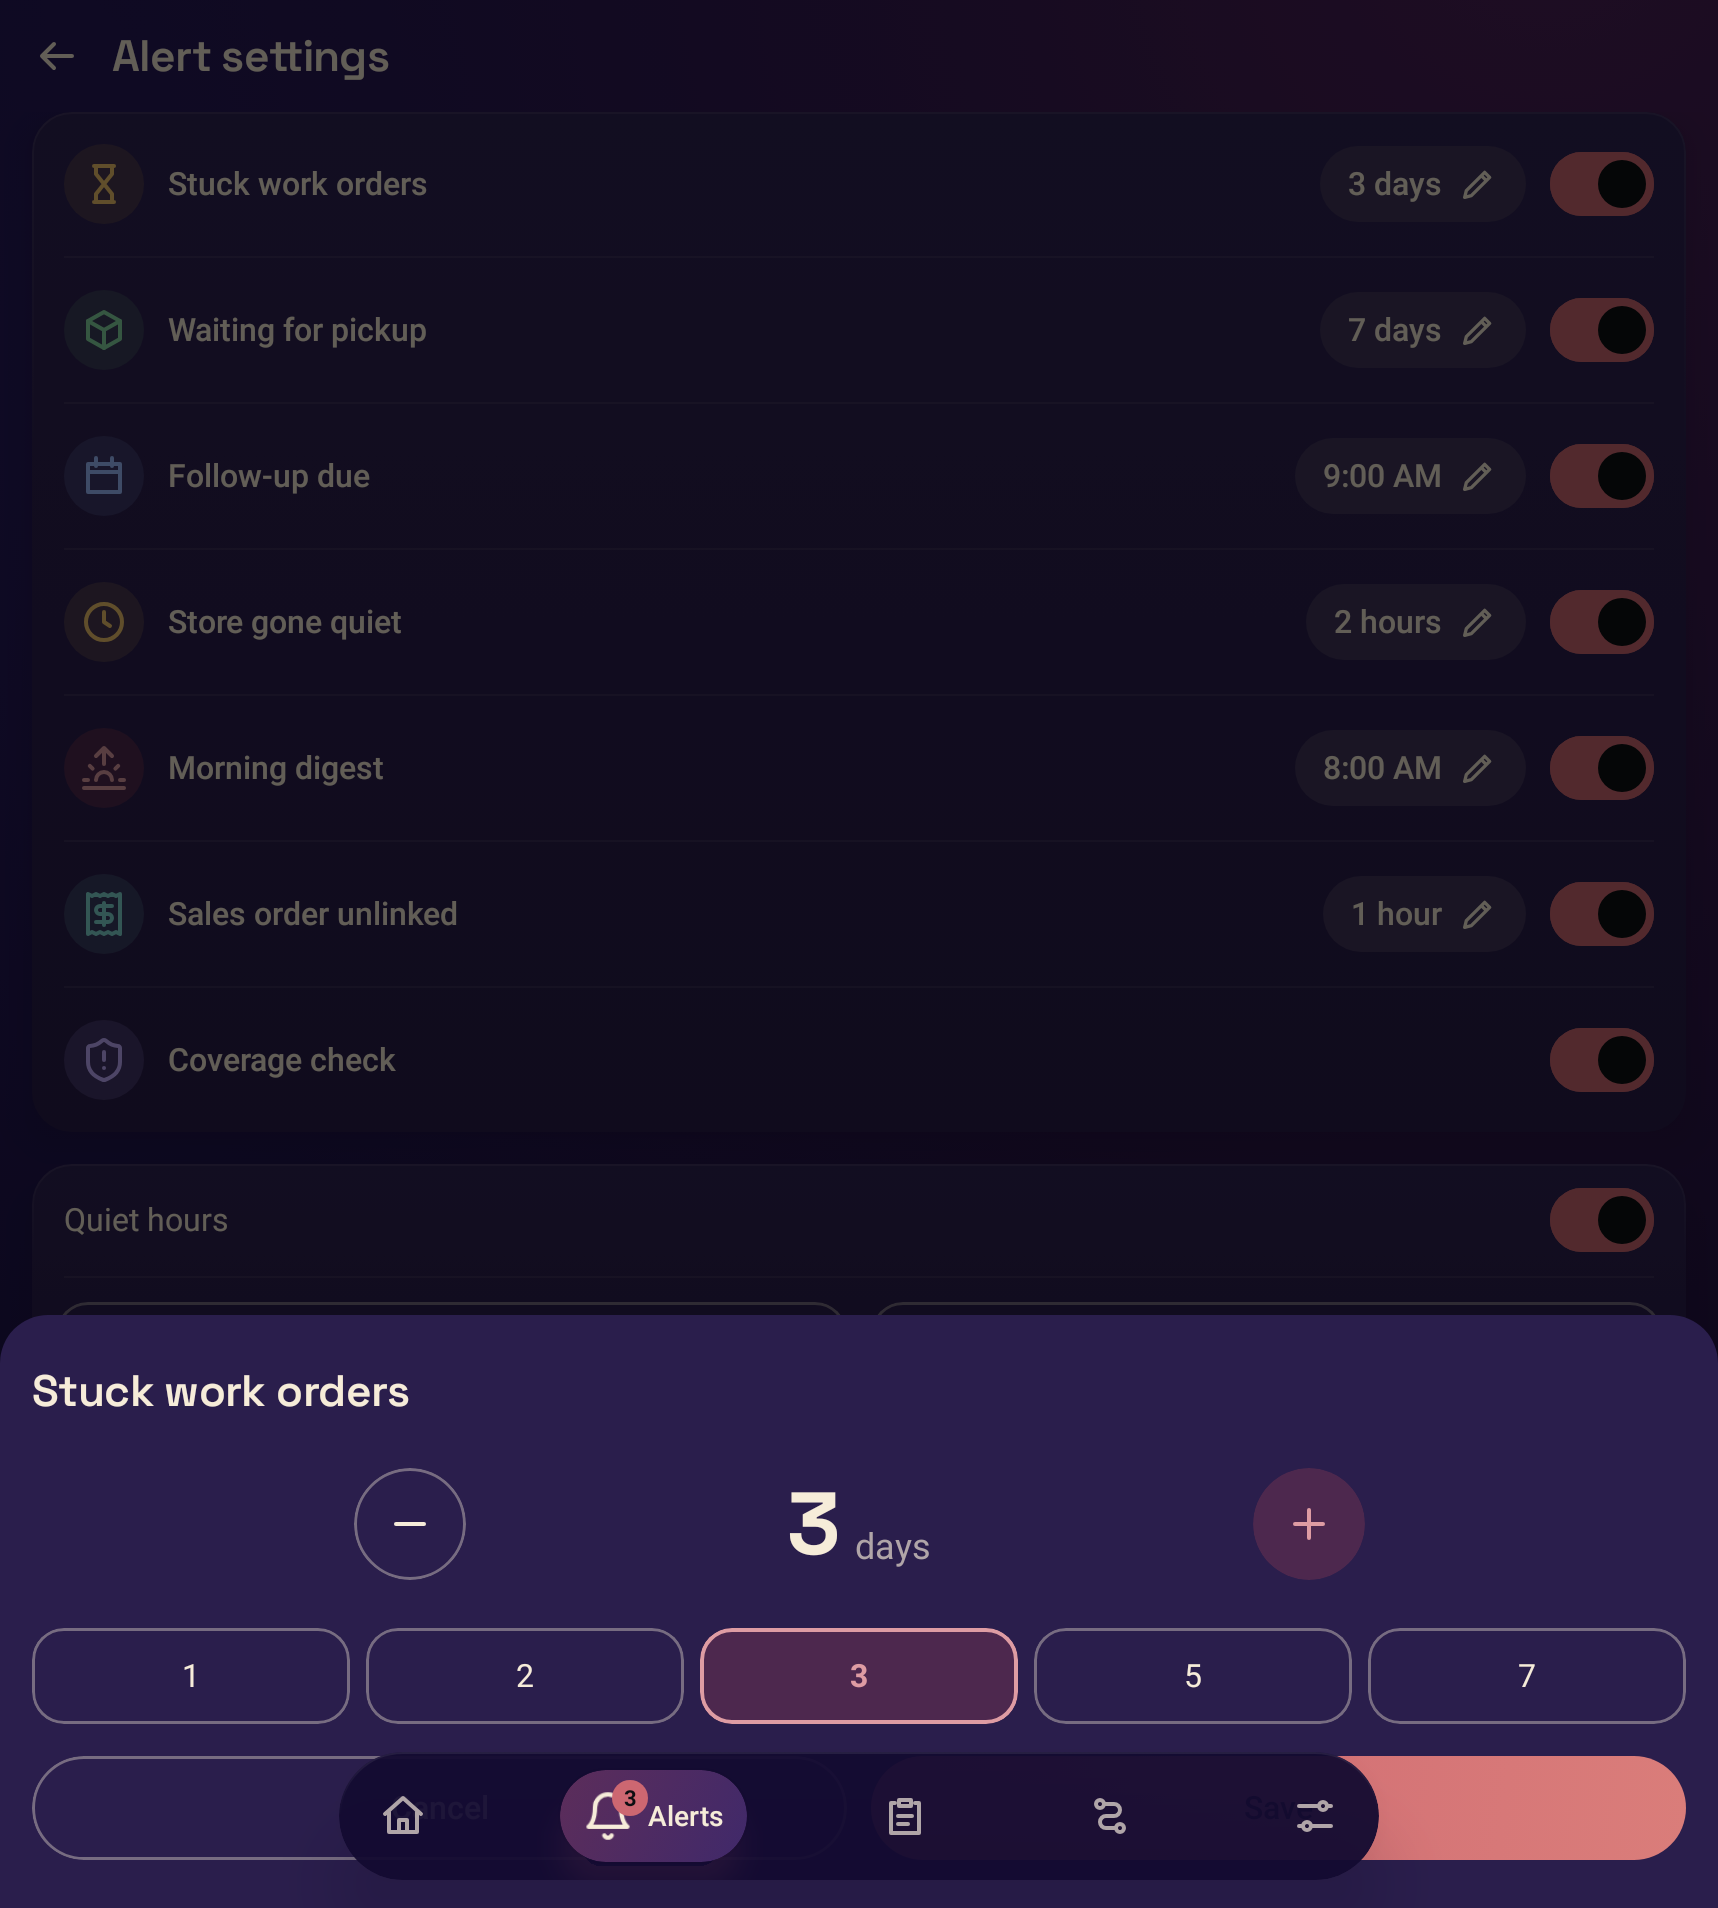 Alert settings
Stuck work orders 3 days
Waiting for pickup 7 days
Follow-up due 9:00 AM
Store gone quiet 2 hours
Morning digest 8:00 AM
Sales order unlinked 1 hour
Coverage check
Quiet hours
Stuck work orders
3 days
1 2 3 5 7
3
Alerts